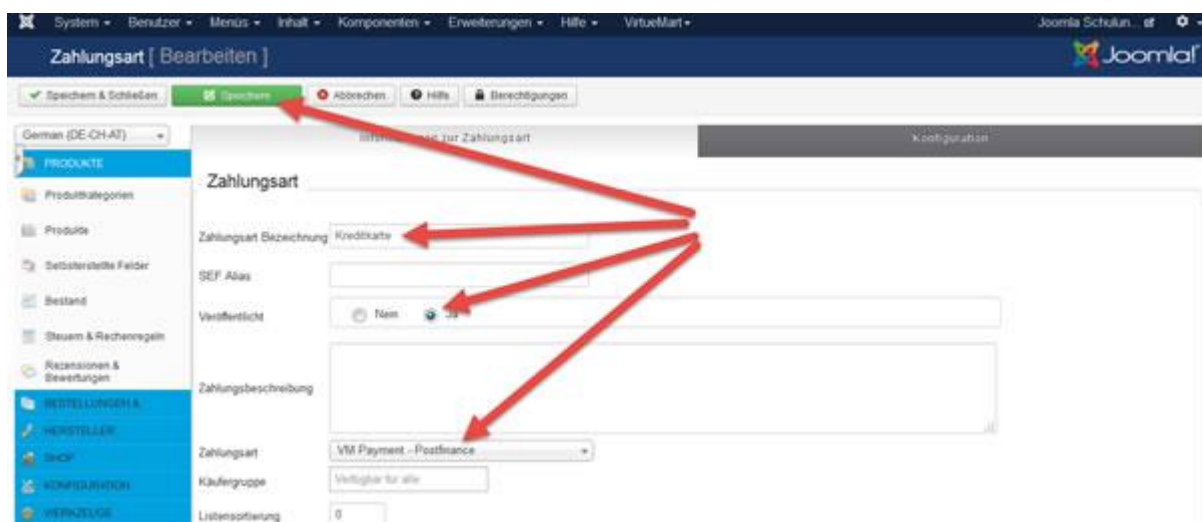 System Benutzer Menüs Inhalt Komponenten Erweiterungen Hilfe VirtueMart Joomla Schulun...
Zahlungsart [ Bearbeiten ] Joomla!
Speichern & Schließen Speichern Abbrechen Hilfe Berechtigungen
German (DE-CH-AT) zur Zahlungsart Konfiguration
PRODUKTE
Zahlungsart
Produktkategorien
Produkte
Zahlungsart Bezeichnung Kreditkarte
Selbsterstellte Felder
SEF Alias
Bestand
Veröffentlicht Nein Ja
Steuern & Rechenregeln
Rezensionen &
Bewertungen
Zahlungsbeschreibung
BESTELLUNGEN &
HERSTELLER
SHOP
Zahlungsart VM Payment - Postfinance
KONFIGURATION
Käufergruppe Verfügbar für alle
WERKZEUGE
Listensortierung 0